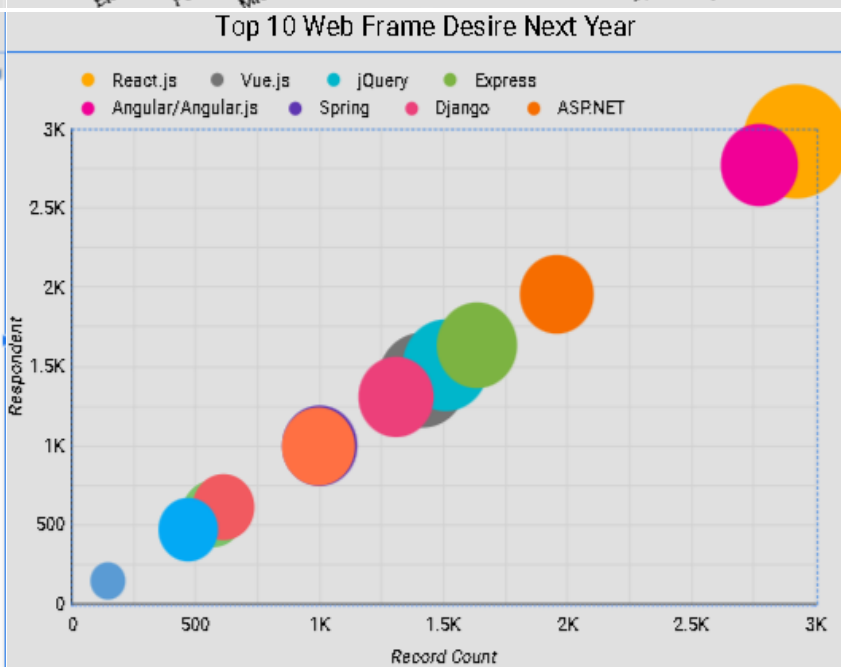 Top 10 Web Frame Desire Next Year
React.js Vue.js jQuery Express
Angular/Angular.js Spring Django ASP.NET
3K
2.5K
2K
1.5K
1K
500
0
Respondent
0 500 1K 1.5K 2K 2.5K 3K
Record Count